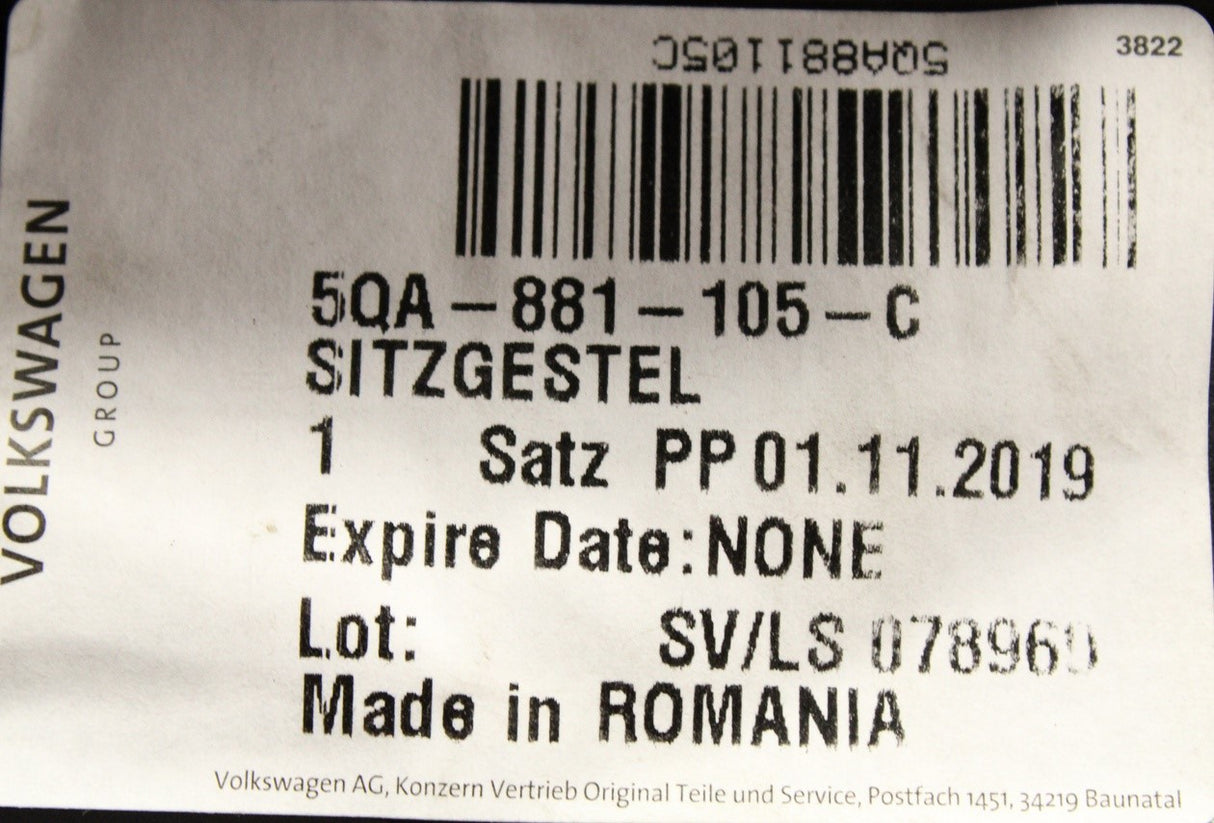 3822
5QA881105C
VOLKSWAGEN
GROUP
5QA-881-105-C
SITZGESTEL
1 Satz PP 01.11.2019
Expire Date:NONE
Lot: SV/LS
Made in ROMANIA
Volkswagen AG, Konzern Vertrieb Original Teile und Service, Postfach 1451, 34219 Baunatal